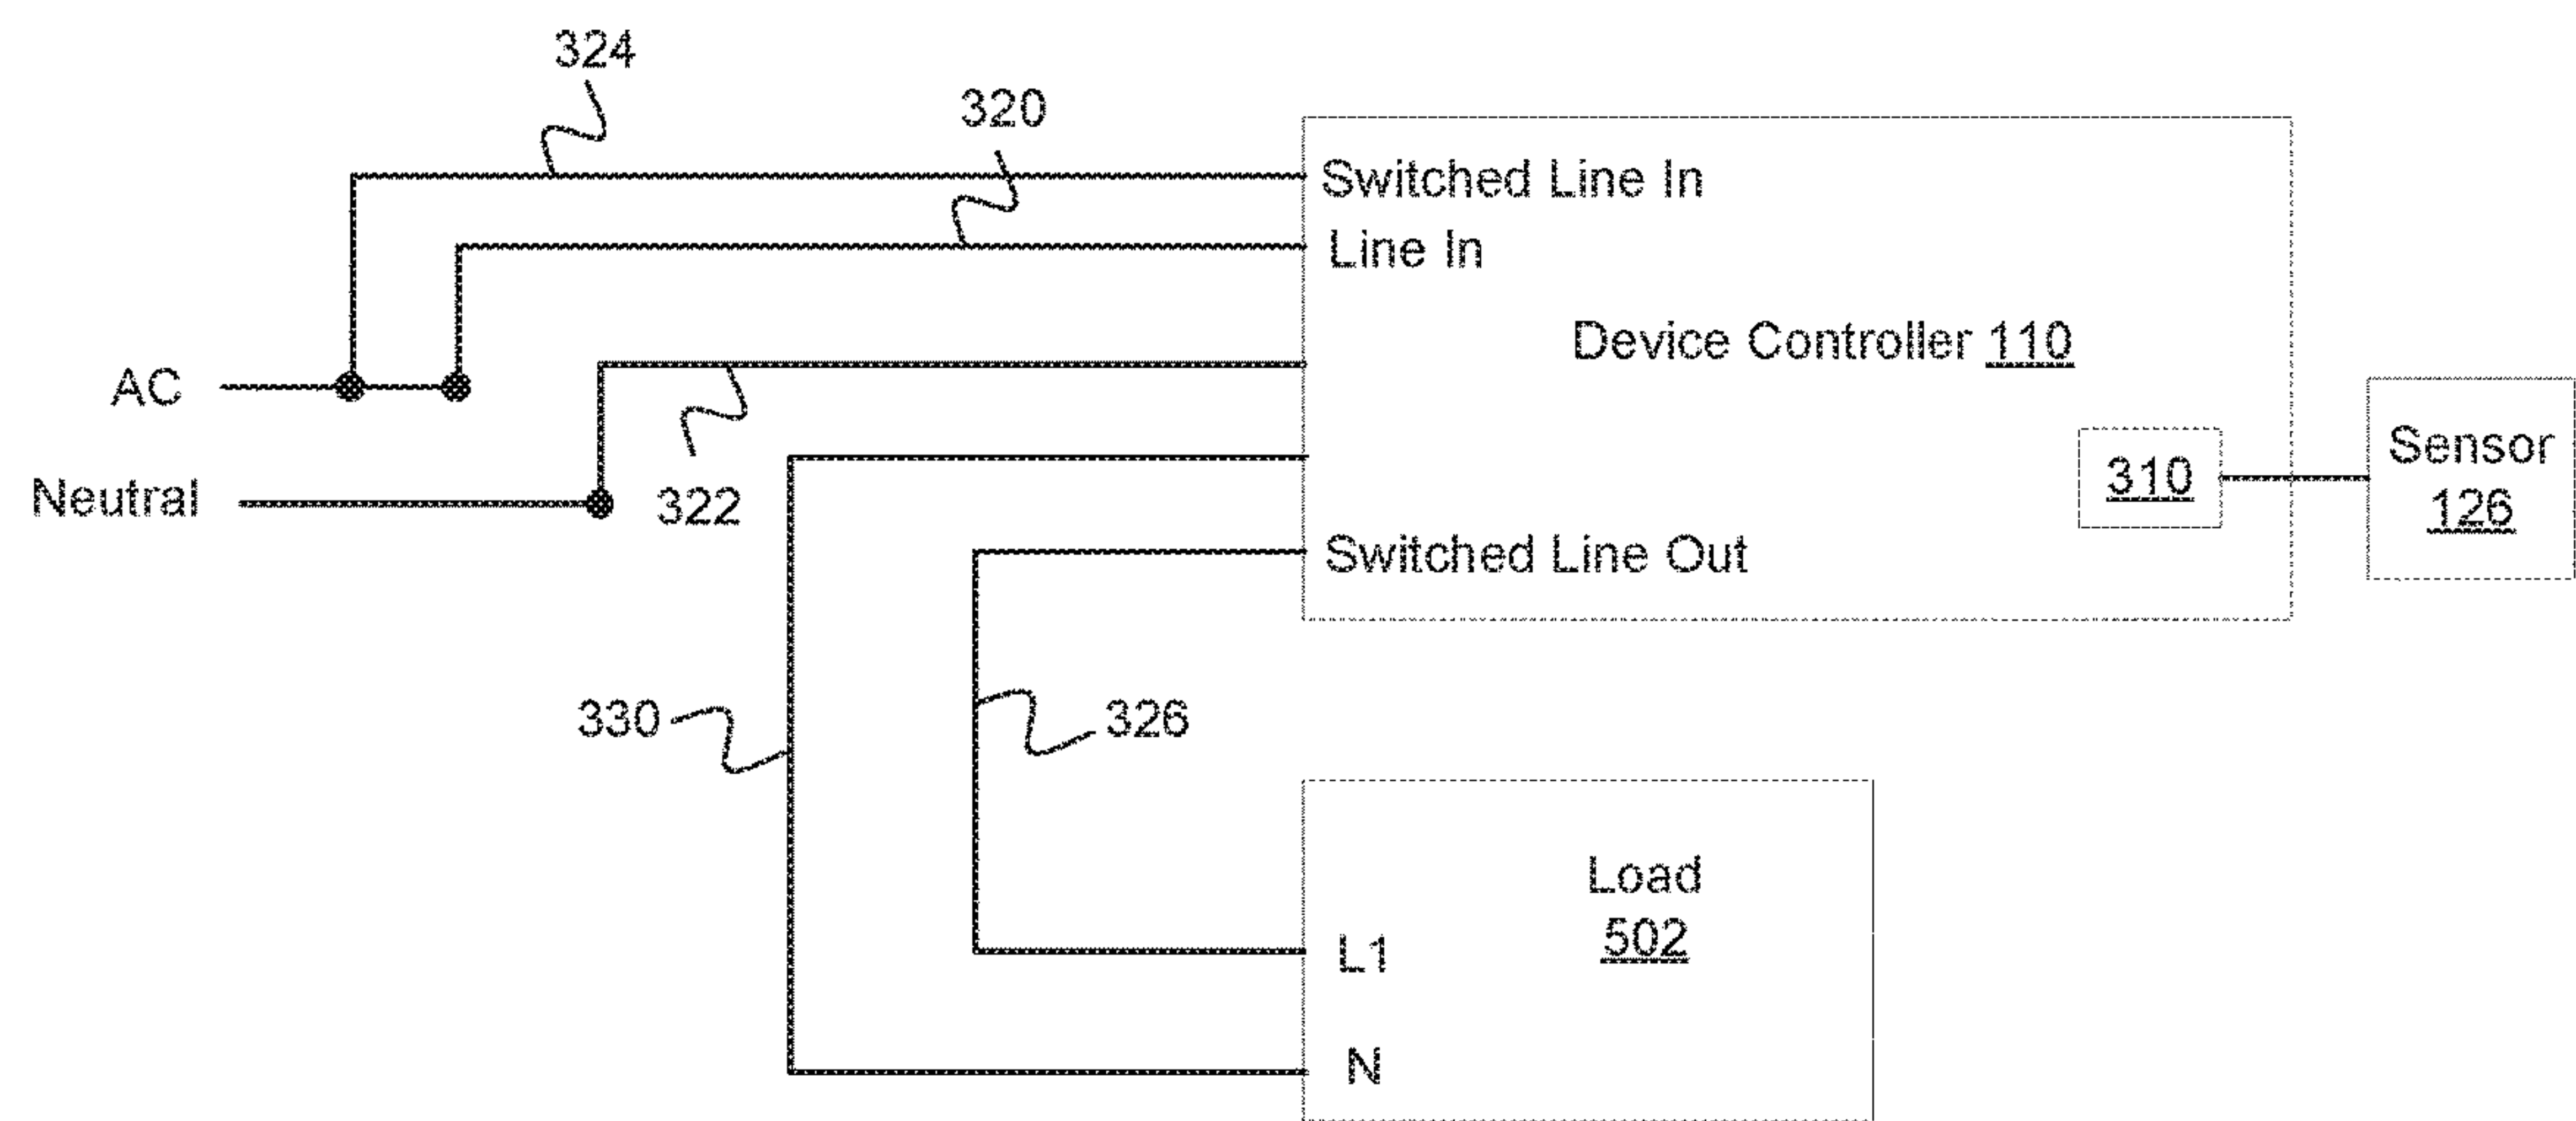 324
320
Switched Line In
Line In
Device Controller 110
AC
Sensor
126
310
Neutral
322
Switched Line Out
330
326
Load
502
L1
N